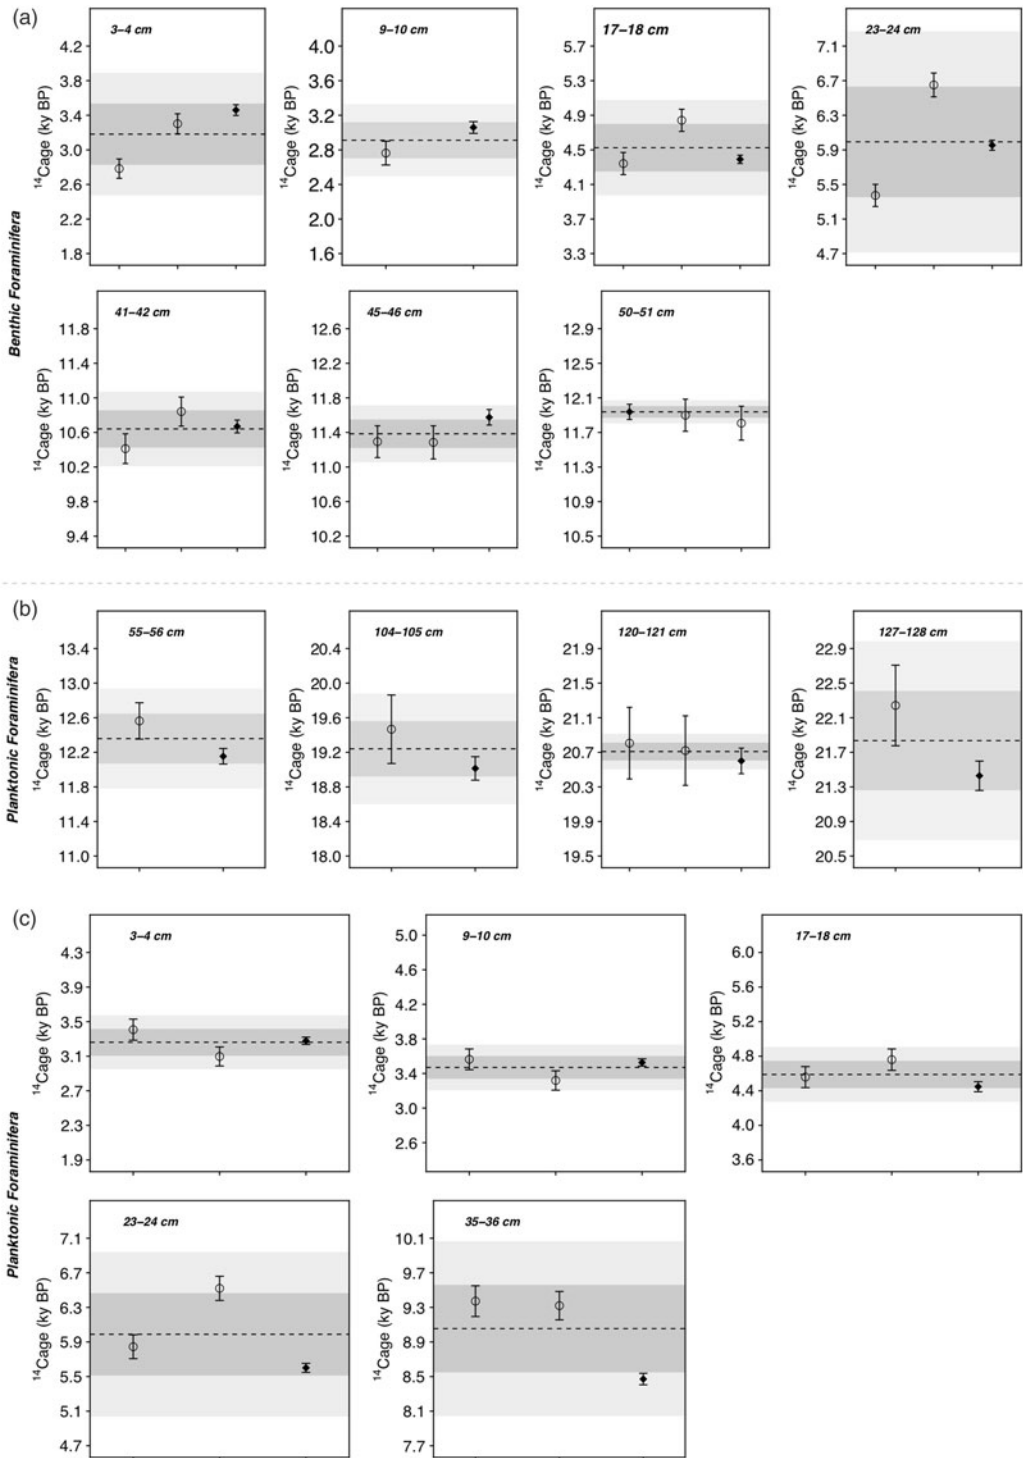 (a)
Benthic Foraminifera
3–4 cm
¹⁴Cage (ky BP)
4.2
3.8
3.4
3.0
2.6
2.2
1.8
9–10 cm
¹⁴Cage (ky BP)
4.0
3.6
3.2
2.8
2.4
2.0
1.6
17–18 cm
¹⁴Cage (ky BP)
5.7
5.3
4.9
4.5
4.1
3.7
3.3
23–24 cm
¹⁴Cage (ky BP)
7.1
6.7
6.3
5.9
5.5
5.1
4.7
41–42 cm
¹⁴Cage (ky BP)
11.8
11.4
11.0
10.6
10.2
9.8
9.4
45–46 cm
¹⁴Cage (ky BP)
12.6
12.2
11.8
11.4
11.0
10.6
10.2
50–51 cm
¹⁴Cage (ky BP)
12.9
12.5
12.1
11.7
11.3
10.9
10.5
(b)
Planktonic Foraminifera
55–56 cm
¹⁴Cage (ky BP)
13.4
13.0
12.6
12.2
11.8
11.4
11.0
104–105 cm
¹⁴Cage (ky BP)
20.4
20.0
19.6
19.2
18.8
18.4
18.0
120–121 cm
¹⁴Cage (ky BP)
21.9
21.5
21.1
20.7
20.3
19.9
19.5
127–128 cm
¹⁴Cage (ky BP)
22.9
22.5
22.1
21.7
21.3
20.9
20.5
(c)
Planktonic Foraminifera
3–4 cm
¹⁴Cage (ky BP)
4.3
3.9
3.5
3.1
2.7
2.3
1.9
9–10 cm
¹⁴Cage (ky BP)
5.0
4.6
4.2
3.8
3.4
3.0
2.6
17–18 cm
¹⁴Cage (ky BP)
6.0
5.6
5.2
4.8
4.4
4.0
3.6
23–24 cm
¹⁴Cage (ky BP)
7.1
6.7
6.3
5.9
5.5
5.1
4.7
35–36 cm
¹⁴Cage (ky BP)
10.1
9.7
9.3
8.9
8.5
8.1
7.7